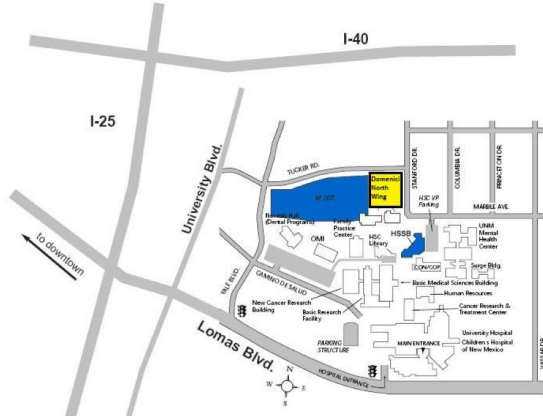 I-40
I-25
University Blvd.
to downtown
Lomas Blvd.
TUCKER RD.
YALE BLVD.
CAMINO DE SALUD
STANFORD DR.
COLUMBIA DR.
PRINCETON DR.
MARBLE AVE.
VASSAR DR.
M LOT
Domenici
North
Wing
HSC VP
Parking
Novitski Hall
(Dental Programs)
Family
Practice
Center
OMI
HSC
Library
HSSB
UNM
Mental
Health
Center
CON/COP
Surge Bldg.
Basic Medical Sciences Building
Human Resources
New Cancer Research
Building
Basic Research
Facility
Cancer Research &
Treatment Center
PARKING
STRUCTURE
University Hospital
Children's Hospital
of New Mexico
MAIN ENTRANCE
HOSPITAL ENTRANCE
N
W
E
S